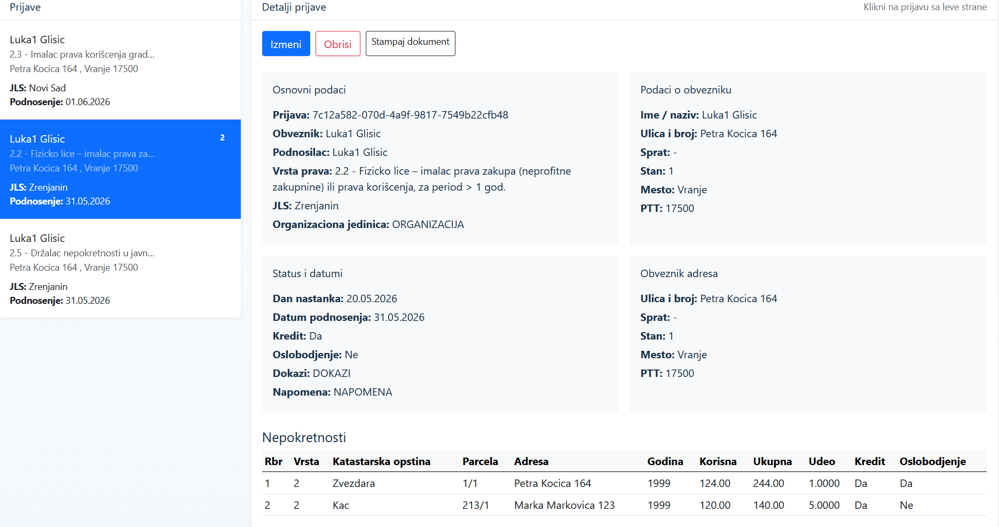 Prijave
Luka1 Glisic
2.3 - Imalac prava korišcenja grad...
Petra Kocica 164 , Vranje 17500
JLS: Novi Sad
Podnosenje: 01.06.2026
Luka1 Glisic 2
2.2 - Fizicko lice – imalac prava za...
Petra Kocica 164 , Vranje 17500
JLS: Zrenjanin
Podnosenje: 31.05.2026
Luka1 Glisic
2.5 - Držalac nepokretnosti u javn...
Petra Kocica 164 , Vranje 17500
JLS: Zrenjanin
Podnosenje: 31.05.2026
Detalji prijave Klikni na prijavu sa leve strane
Izmeni Obrisi Stampaj dokument
Osnovni podaci
Prijava: 7c12a582-070d-4a9f-9817-7549b22cfb48
Obveznik: Luka1 Glisic
Podnosilac: Luka1 Glisic
Vrsta prava: 2.2 - Fizicko lice – imalac prava zakupa (neprofitne
zakupnine) ili prava korišcenja, za period > 1 god.
JLS: Zrenjanin
Organizaciona jedinica: ORGANIZACIJA
Podaci o obvezniku
Ime / naziv: Luka1 Glisic
Ulica i broj: Petra Kocica 164
Sprat: -
Stan: 1
Mesto: Vranje
PTT: 17500
Status i datumi
Dan nastanka: 20.05.2026
Datum podnosenja: 31.05.2026
Kredit: Da
Oslobodjenje: Ne
Dokazi: DOKAZI
Napomena: NAPOMENA
Obveznik adresa
Ulica i broj: Petra Kocica 164
Sprat: -
Stan: 1
Mesto: Vranje
PTT: 17500
Nepokretnosti
Rbr Vrsta Katastarska opstina Parcela Adresa Godina Korisna Ukupna Udeo Kredit Oslobodjenje
1 2 Zvezdara 1/1 Petra Kocica 164 1999 124.00 244.00 1.0000 Da Da
2 2 Kac 213/1 Marka Markovica 123 1999 120.00 140.00 5.0000 Da Ne